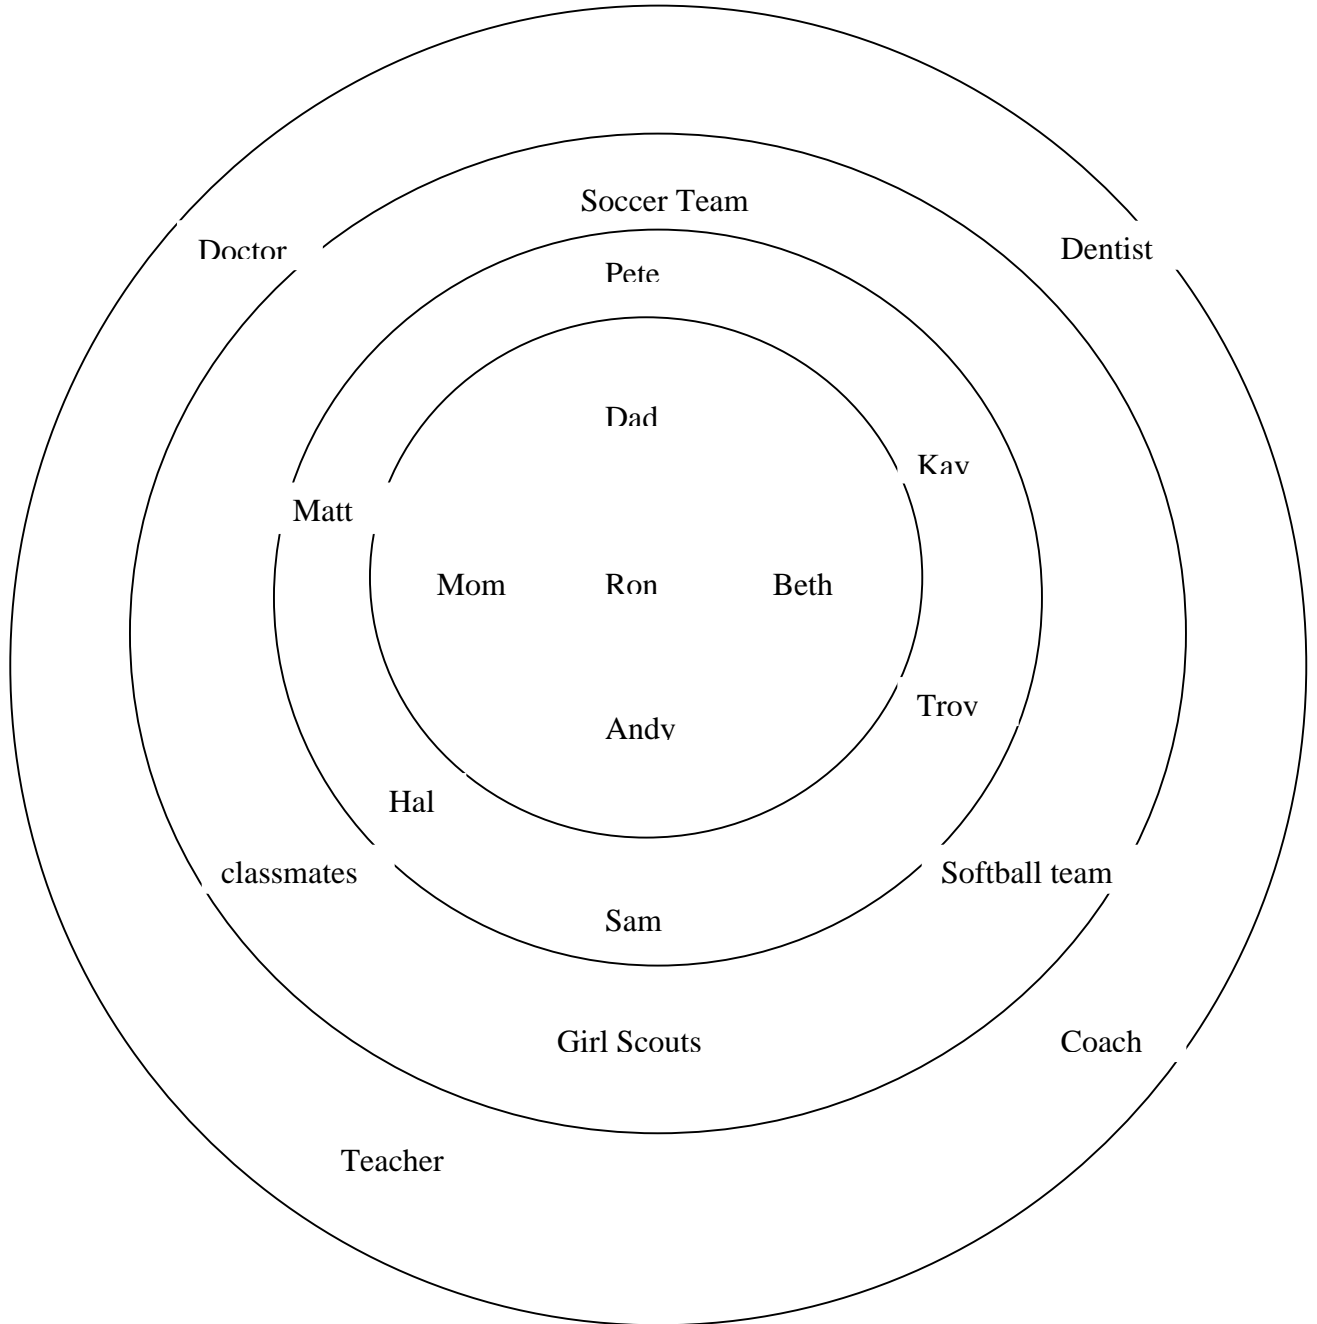 Soccer Team
Doctor
Dentist
Pete
Dad
Kay
Matt
Mom Ron Beth
Troy
Andy
Hal
classmates Softball team
Sam
Girl Scouts Coach
Teacher